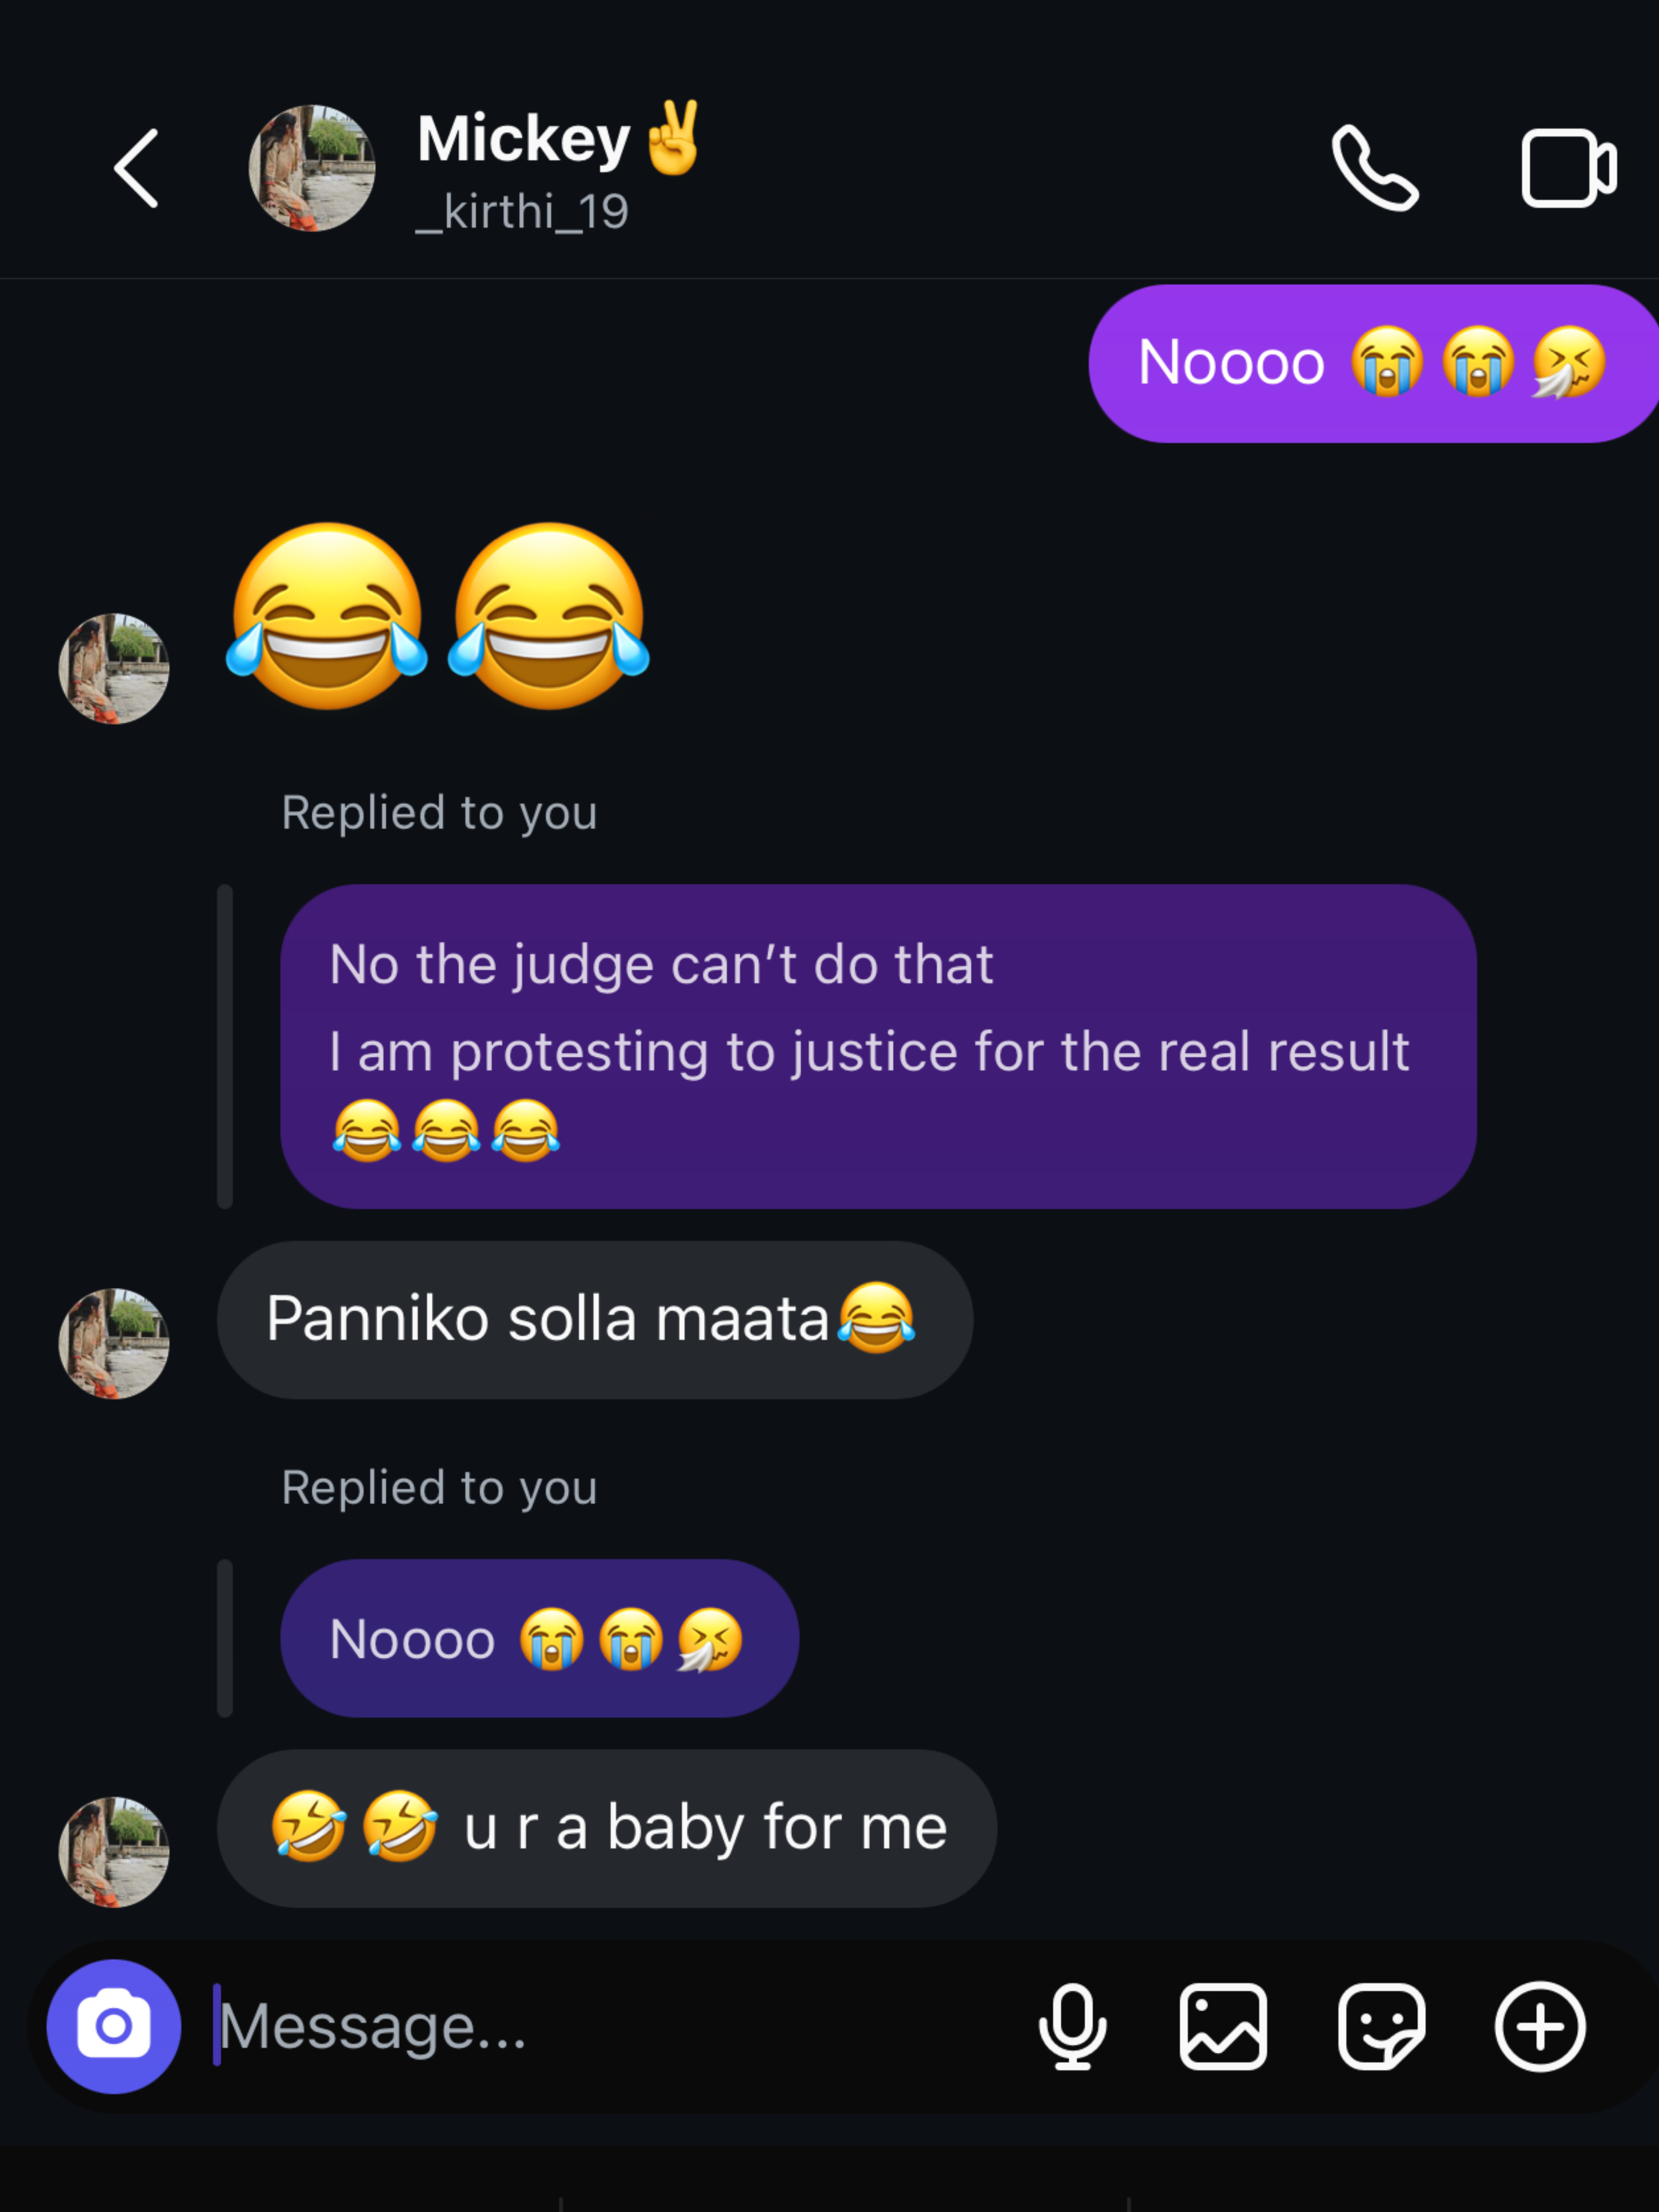 Mickey✌️
_kirthi_19
Noooo 😭😭🤧
😂😂
Replied to you
No the judge can't do that
I am protesting to justice for the real result
😂😂😂
Panniko solla maata😂
Replied to you
Noooo 😭😭🤧
🤣🤣 u r a baby for me
Message...